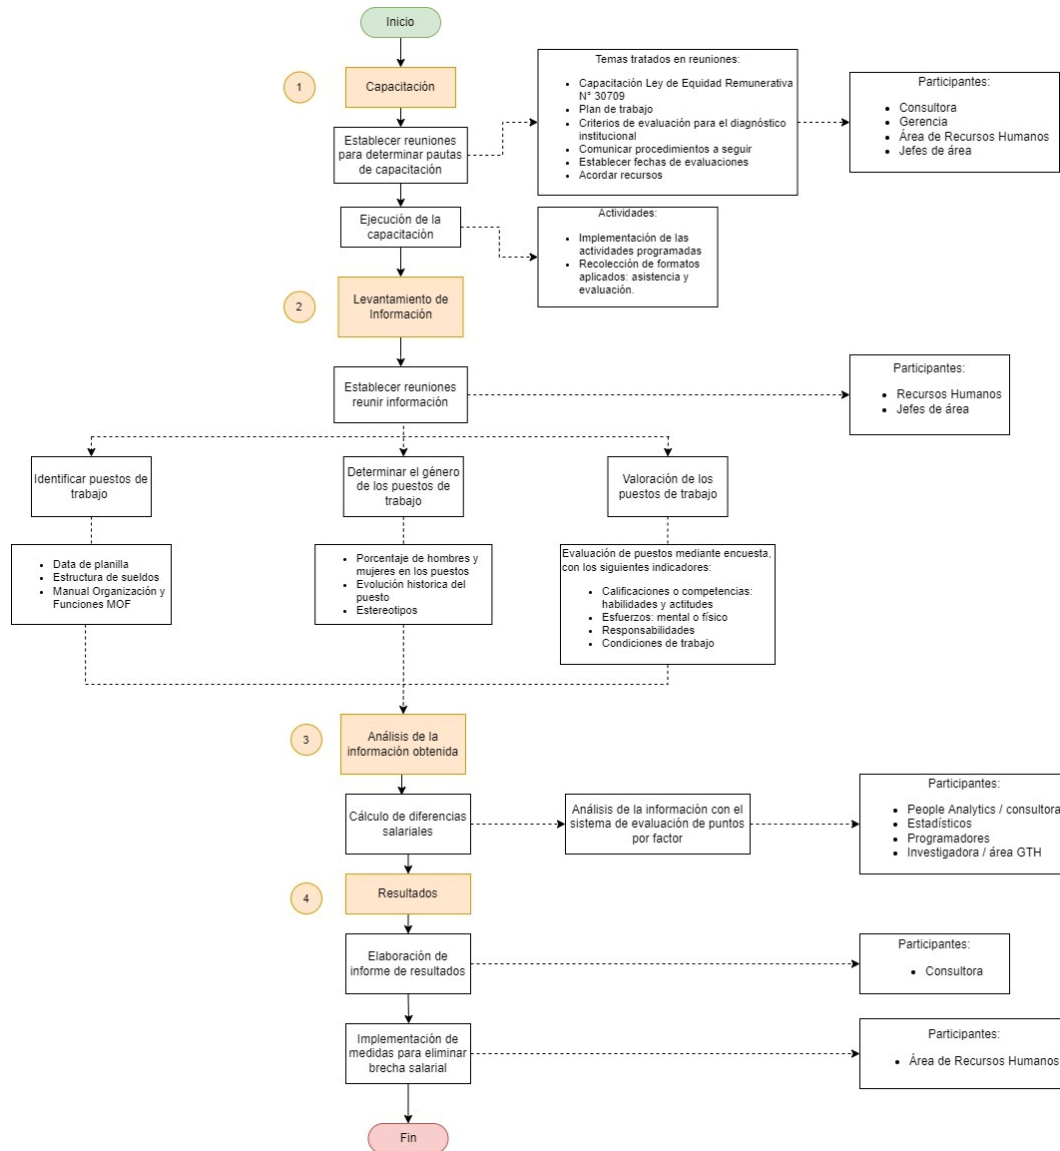 Inicio
1
Capacitación
Establecer reuniones
para determinar pautas
de capacitación
Temas tratados en reuniones:
• Capacitación Ley de Equidad Remunerativa
N° 30709
• Plan de trabajo
• Criterios de evaluación para el diagnóstico
institucional
• Comunicar procedimientos a seguir
• Establecer fechas de evaluaciones
• Acordar recursos
Participantes:
• Consultora
• Gerencia
• Área de Recursos Humanos
• Jefes de área
Ejecución de la
capacitación
Actividades:
• Implementación de las
actividades programadas
• Recolección de formatos
aplicados: asistencia y
evaluación.
2
Levantamiento de
Información
Establecer reuniones
reunir información
Participantes:
• Recursos Humanos
• Jefes de área
Identificar puestos de
trabajo
Determinar el género
de los puestos de
trabajo
Valoración de los
puestos de trabajo
• Data de planilla
• Estructura de sueldos
• Manual Organización y
Funciones MOF
• Porcentaje de hombres y
mujeres en los puestos
• Evolución historica del
puesto
• Estereotipos
Evaluación de puestos mediante encuesta,
con los siguientes indicadores:
• Calificaciones o competencias:
habilidades y actitudes
• Esfuerzos: mental o físico
• Responsabilidades
• Condiciones de trabajo
3
Análisis de la
información obtenida
Cálculo de diferencias
salariales
Análisis de la información con el
sistema de evaluación de puntos
por factor
Participantes:
• People Analytics / consultora
• Estadísticos
• Programadores
• Investigadora / área GTH
4
Resultados
Elaboración de
informe de resultados
Participantes:
• Consultora
Implementación de
medidas para eliminar
brecha salarial
Participantes:
• Área de Recursos Humanos
Fin